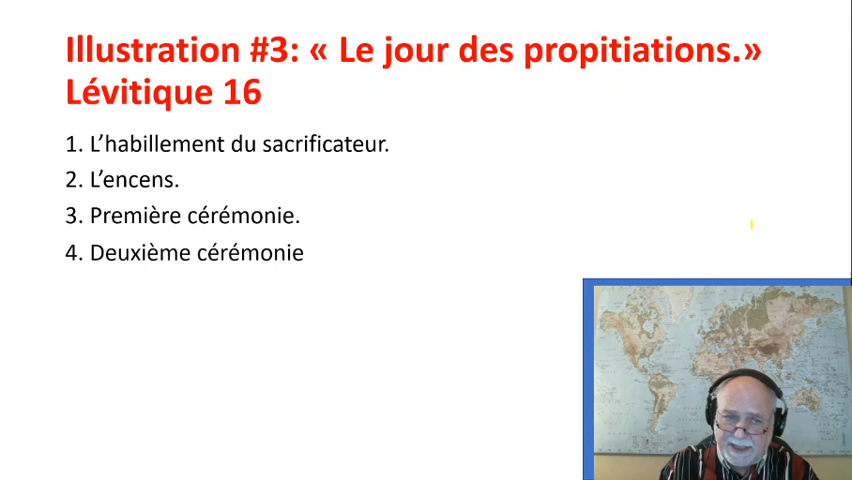 Illustration #3: « Le jour des propitiations.»
Lévitique 16
1. L’habillement du sacrificateur.
2. L’encens.
3. Première cérémonie.
4. Deuxième cérémonie